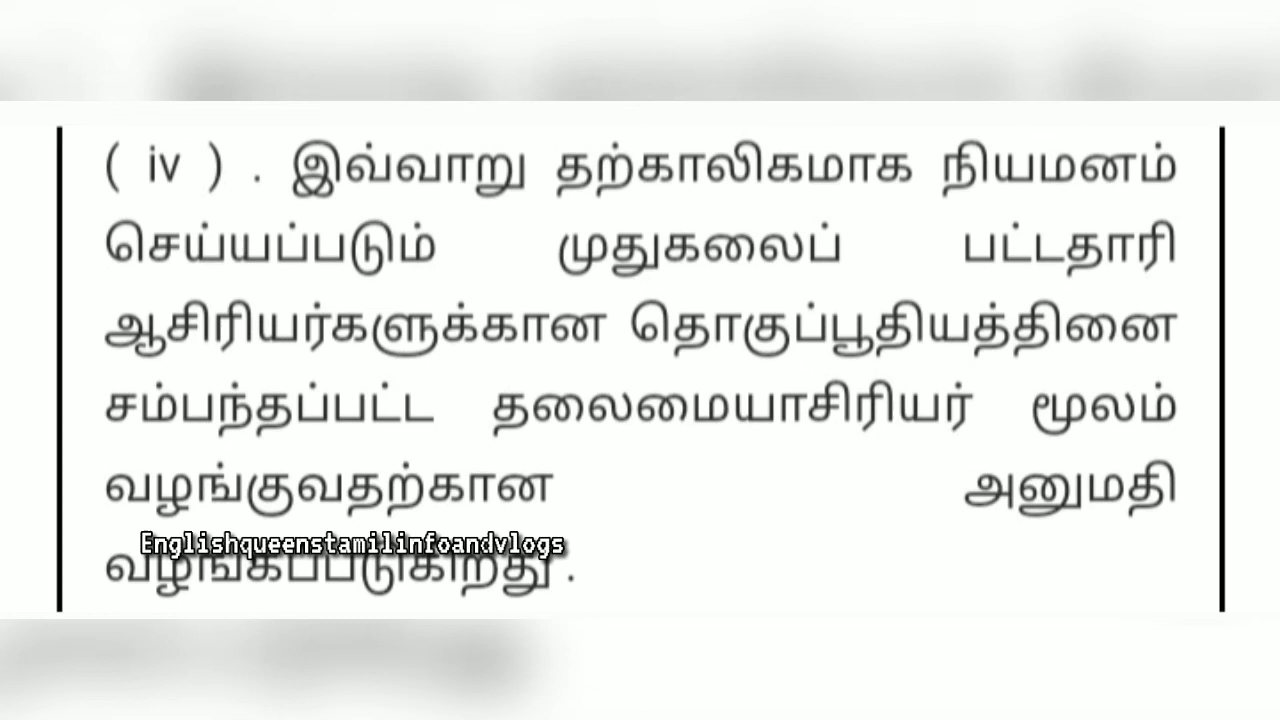 ( iv ) . இவ்வாறு தற்காலிகமாக நியமனம்
செய்யப்படும் முதுகலைப் பட்டதாரி
ஆசிரியர்களுக்கான தொகுப்பூதியத்தினை
சம்பந்தப்பட்ட தலைமையாசிரியர் மூலம்
வழங்குவதற்கான அனுமதி
Englishqueenstamilinfoandvlogs
வழங்கப்படுகிறது .